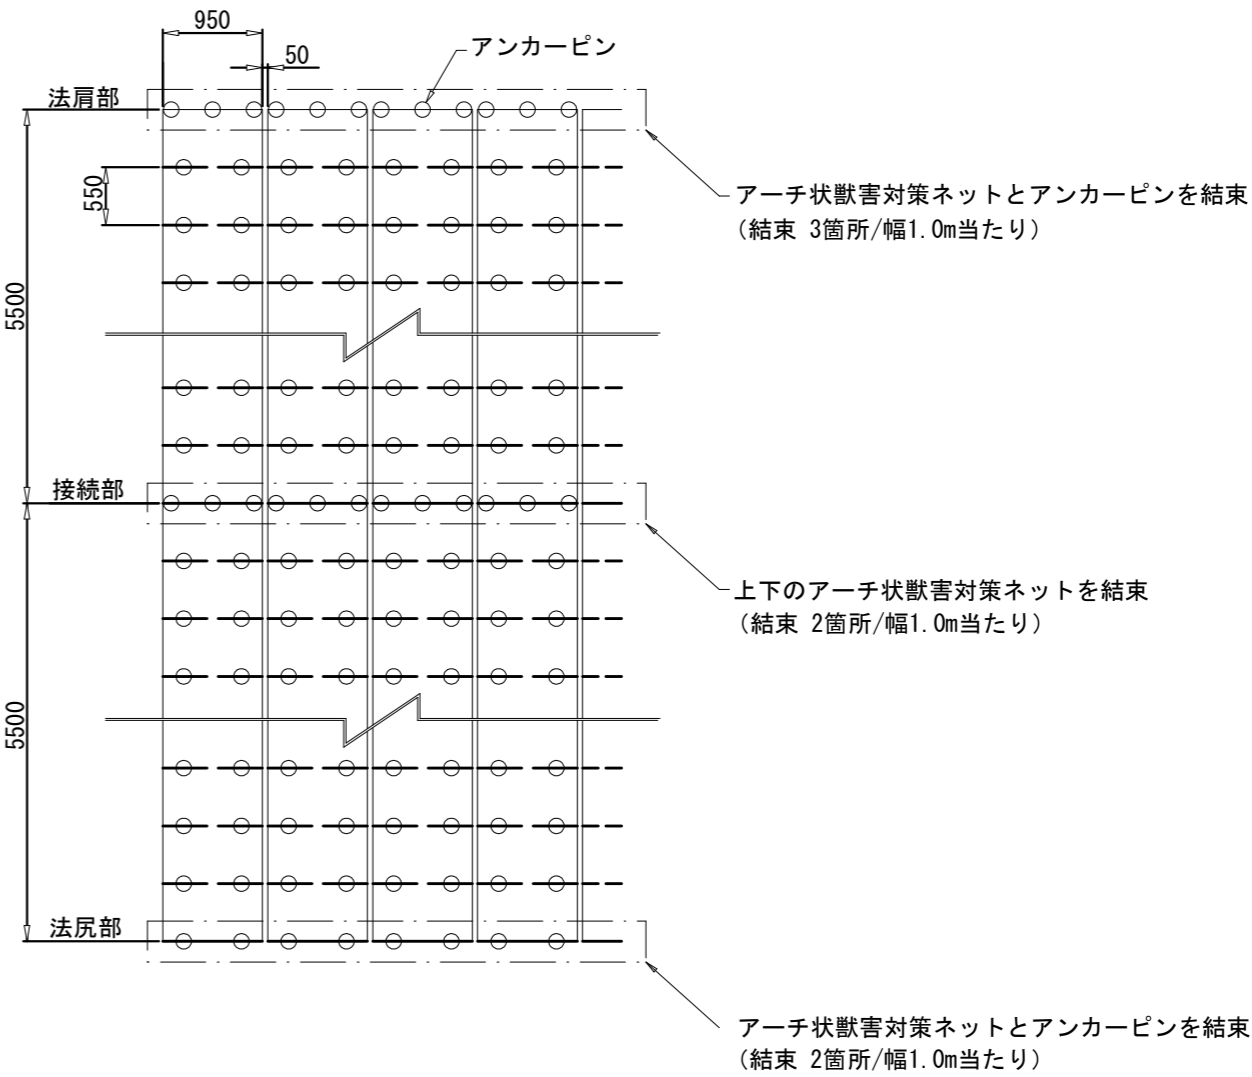 950
50
アンカーピン
法肩部
アーチ状獣害対策ネットとアンカーピンを結束
(結束 3箇所/幅1.0m当たり)
550
5500
接続部
上下のアーチ状獣害対策ネットを結束
(結束 2箇所/幅1.0m当たり)
5500
法尻部
アーチ状獣害対策ネットとアンカーピンを結束
(結束 2箇所/幅1.0m当たり)